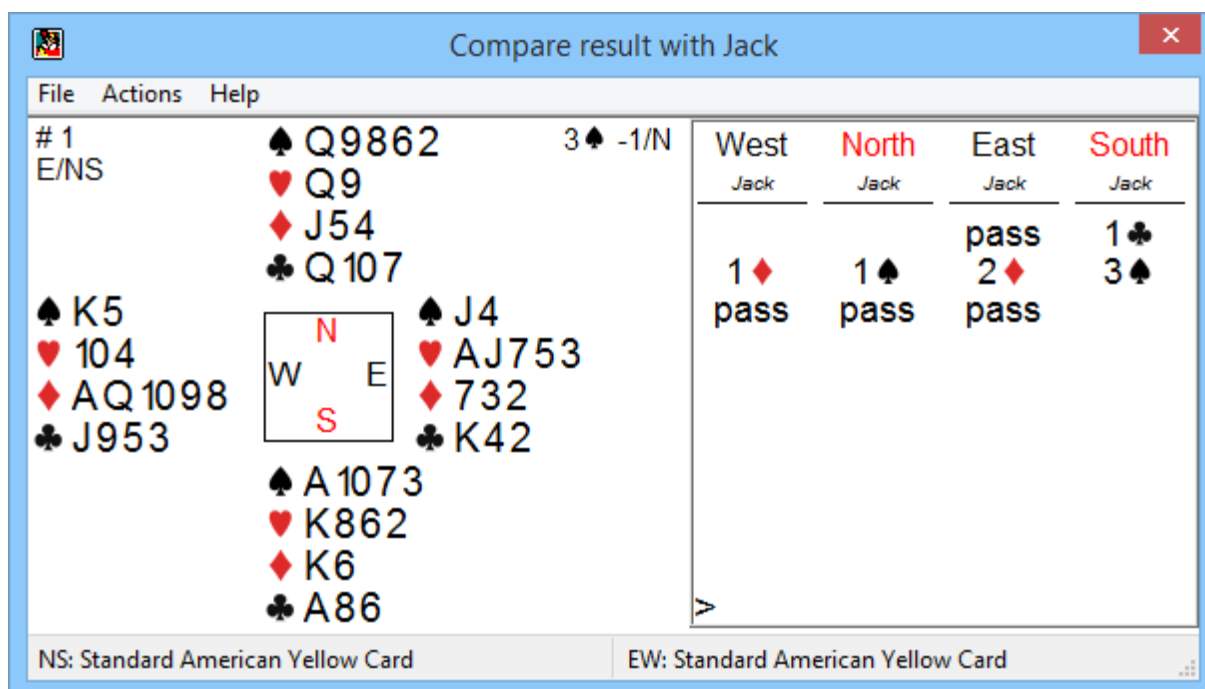 Compare result with Jack
File Actions Help
# 1
E/NS
3♠ -1/N
♠ Q9862
♥ Q9
♦ J54
♣ Q107
♠ K5
♥ 104
♦ AQ1098
♣ J953
N
W E
S
♠ J4
♥ AJ753
♦ 732
♣ K42
♠ A1073
♥ K862
♦ K6
♣ A86
West North East South
Jack Jack Jack Jack
pass 1♣
1♦ 1♠ 2♦ 3♠
pass pass pass
>
NS: Standard American Yellow Card EW: Standard American Yellow Card